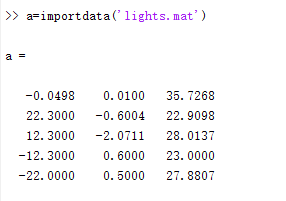 >> a=importdata('lights.mat')
a =
-0.0498 0.0100 35.7268
22.3000 -0.6004 22.9098
12.3000 -2.0711 28.0137
-12.3000 0.6000 23.0000
-22.0000 0.5000 27.8807